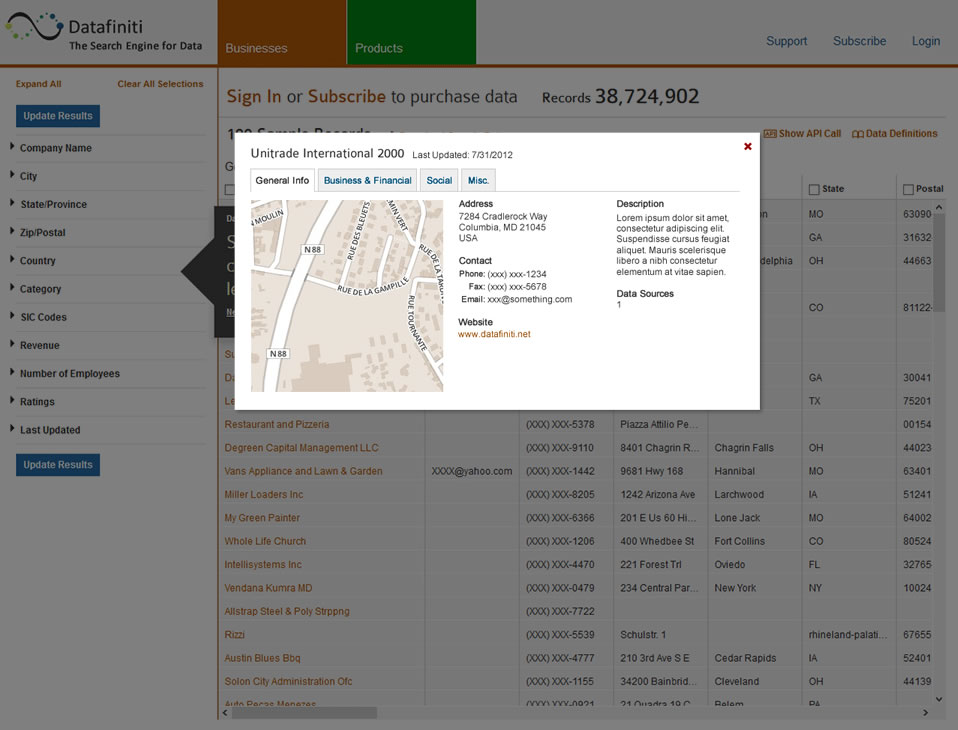 Datafiniti
The Search Engine for Data
Businesses
Products
Support Subscribe Login
Expand All Clear All Selections
Update Results
Company Name
City
State/Province
Zip/Postal
Country
Category
SIC Codes
Revenue
Number of Employees
Ratings
Last Updated
Update Results
Sign In or Subscribe to purchase data Records 38,724,902
Sample Records
Show API Call Data Definitions
State Postal
Unitrade International 2000 Last Updated: 7/31/2012
General Info Business & Financial Social Misc.
N MOULIN
RUE DES BLEUETS
MIN VERT
N 88
RUE DE LA GAMPILLE
RUE DE LA TARD
RUE TOURNANTE
N 88
Address
7284 Cradlerock Way
Columbia, MD 21045
USA
Contact
Phone: (xxx) xxx-1234
Fax: (xxx) xxx-5678
Email: xxx@something.com
Website
www.datafiniti.net
Description
Lorem ipsum dolor sit amet,
consectetur adipiscing elit.
Suspendisse cursus feugiat
aliquet. Mauris scelerisque
libero a nibh consectetur
elementum at vitae sapien.
Data Sources
1
MO 63090
GA 31632
delphia OH 44663
CO 81122-
GA 30041
TX 75201
Restaurant and Pizzeria (XXX) XXX-5378 Piazza Attilio Pe... 00154
Degreen Capital Management LLC (XXX) XXX-9110 8401 Chagrin R... Chagrin Falls OH 44023
Vans Appliance and Lawn & Garden XXXX@yahoo.com (XXX) XXX-1442 9681 Hwy 168 Hannibal MO 63401
Miller Loaders Inc (XXX) XXX-8205 1242 Arizona Ave Larchwood IA 51241
My Green Painter (XXX) XXX-6366 201 E Us 60 Hi... Lone Jack MO 64002
Whole Life Church (XXX) XXX-1206 400 Whedbee St Fort Collins CO 80524
Intellisystems Inc (XXX) XXX-4470 221 Forest Trl Oviedo FL 32765
Vendana Kumra MD (XXX) XXX-0479 234 Central Par... New York NY 10024
Allstrap Steel & Poly Strppng (XXX) XXX-7722
Rizzi (XXX) XXX-5539 Schulstr. 1 rhineland-palati... 67655
Austin Blues Bbq (XXX) XXX-4777 210 3rd Ave S E Cedar Rapids IA 52401
Solon City Administration Ofc (XXX) XXX-1155 34200 Bainbrid... Cleveland OH 44139
Auto Pecas Menezes (XXX) XXX-0921 21 Quadra 19 C Belem PA